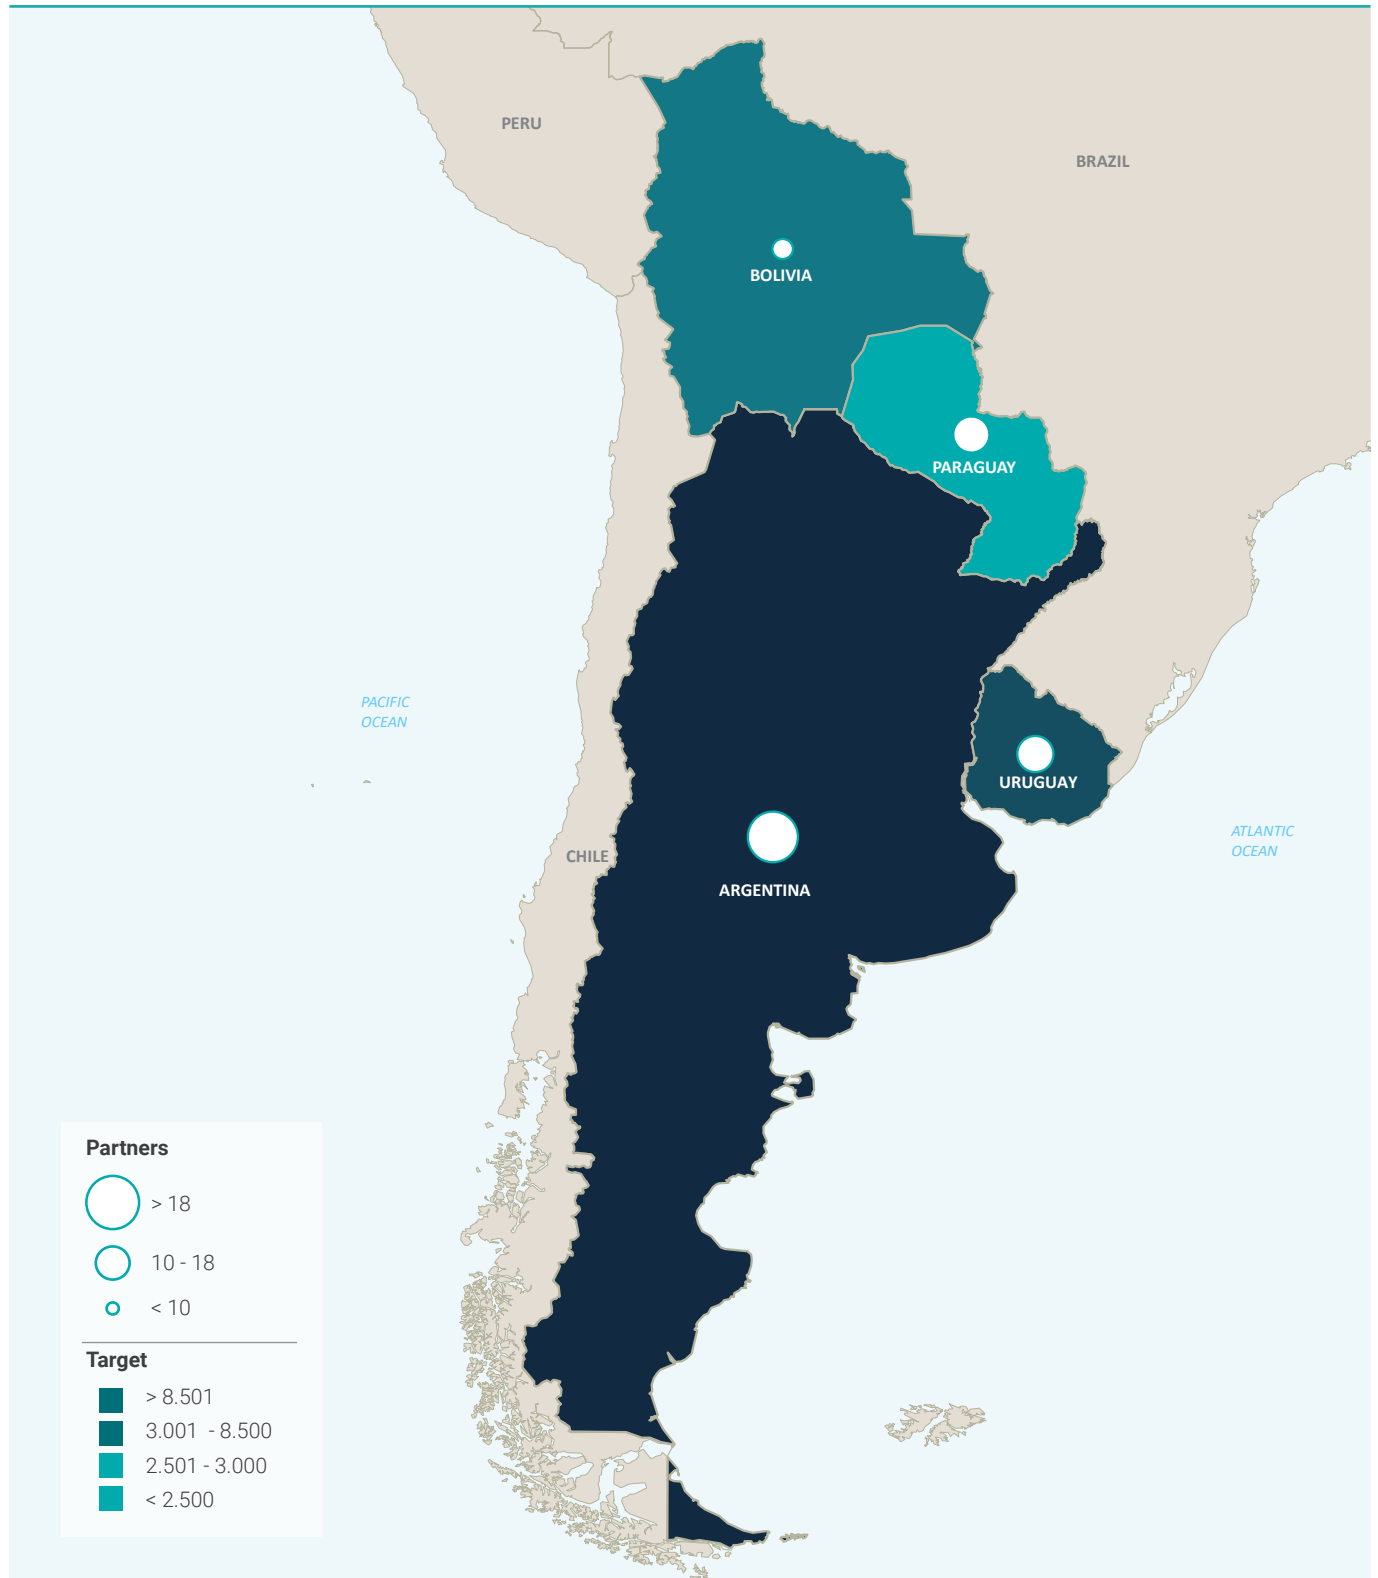 PERU
BRAZIL
BOLIVIA
PARAGUAY
PACIFIC
OCEAN
URUGUAY
ATLANTIC
OCEAN
CHILE
ARGENTINA
Partners
> 18
10 - 18
< 10
Target
> 8.501
3.001 - 8.500
2.501 - 3.000
< 2.500